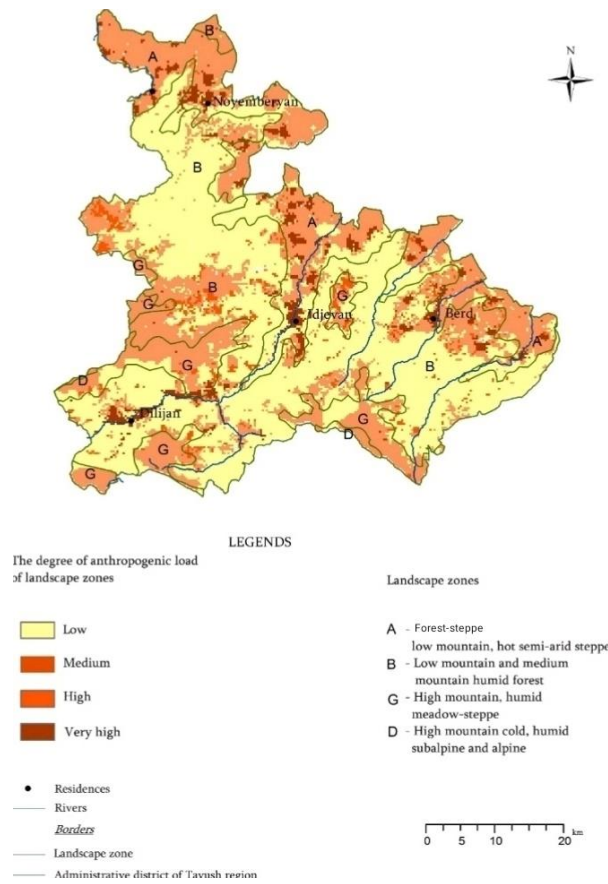 N
B
A
Noyemberyan
B
A
G
G
B
G
Idjevan
Berd
A
G
B
D
Dilijan
G
G
G
D
LEGENDS
The degree of anthropogenic load
of landscape zones
Low
Medium
High
Very high
Residences
Rivers
Borders
Landscape zone
Administrative district of Tavush region
Landscape zones
A - Forest-steppe
low mountain, hot semi-arid steppe
B - Low mountain and medium
mountain humid forest
G - High mountain, humid
meadow-steppe
D - High mountain cold, humid
subalpine and alpine
km
0 5 10 15 20